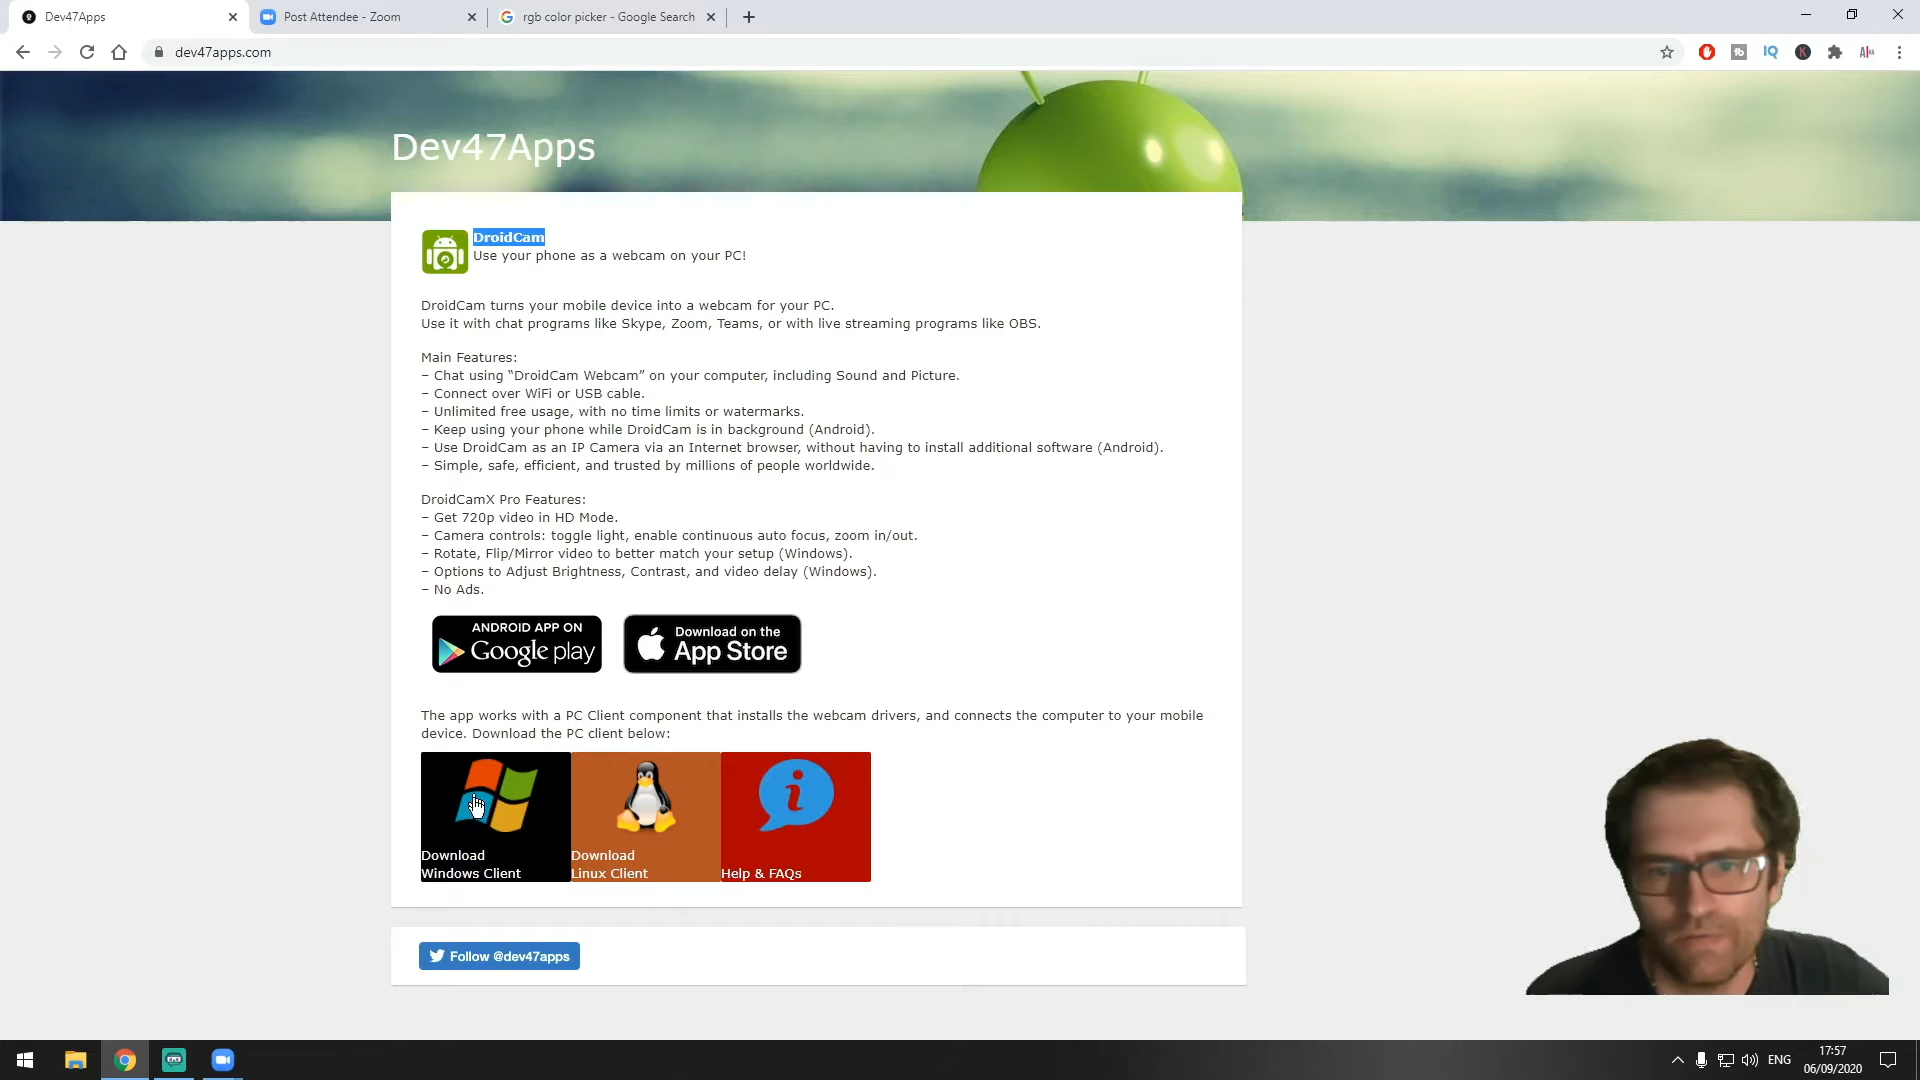 Dev47Apps
Post Attendee - Zoom
rgb color picker - Google Search
dev47apps.com
Dev47Apps
DroidCam
Use your phone as a webcam on your PC!
DroidCam turns your mobile device into a webcam for your PC.
Use it with chat programs like Skype, Zoom, Teams, or with live streaming programs like OBS.
Main Features:
– Chat using “DroidCam Webcam” on your computer, including Sound and Picture.
– Connect over WiFi or USB cable.
– Unlimited free usage, with no time limits or watermarks.
– Keep using your phone while DroidCam is in background (Android).
– Use DroidCam as an IP Camera via an Internet browser, without having to install additional software (Android).
– Simple, safe, efficient, and trusted by millions of people worldwide.
DroidCamX Pro Features:
– Get 720p video in HD Mode.
– Camera controls: toggle light, enable continuous auto focus, zoom in/out.
– Rotate, Flip/Mirror video to better match your setup (Windows).
– Options to Adjust Brightness, Contrast, and video delay (Windows).
– No Ads.
ANDROID APP ON
Google play
Download on the
App Store
The app works with a PC Client component that installs the webcam drivers, and connects the computer to your mobile
device. Download the PC client below:
Download
Windows Client
Download
Linux Client
Help & FAQs
Follow @dev47apps
ENG
17:57
06/09/2020